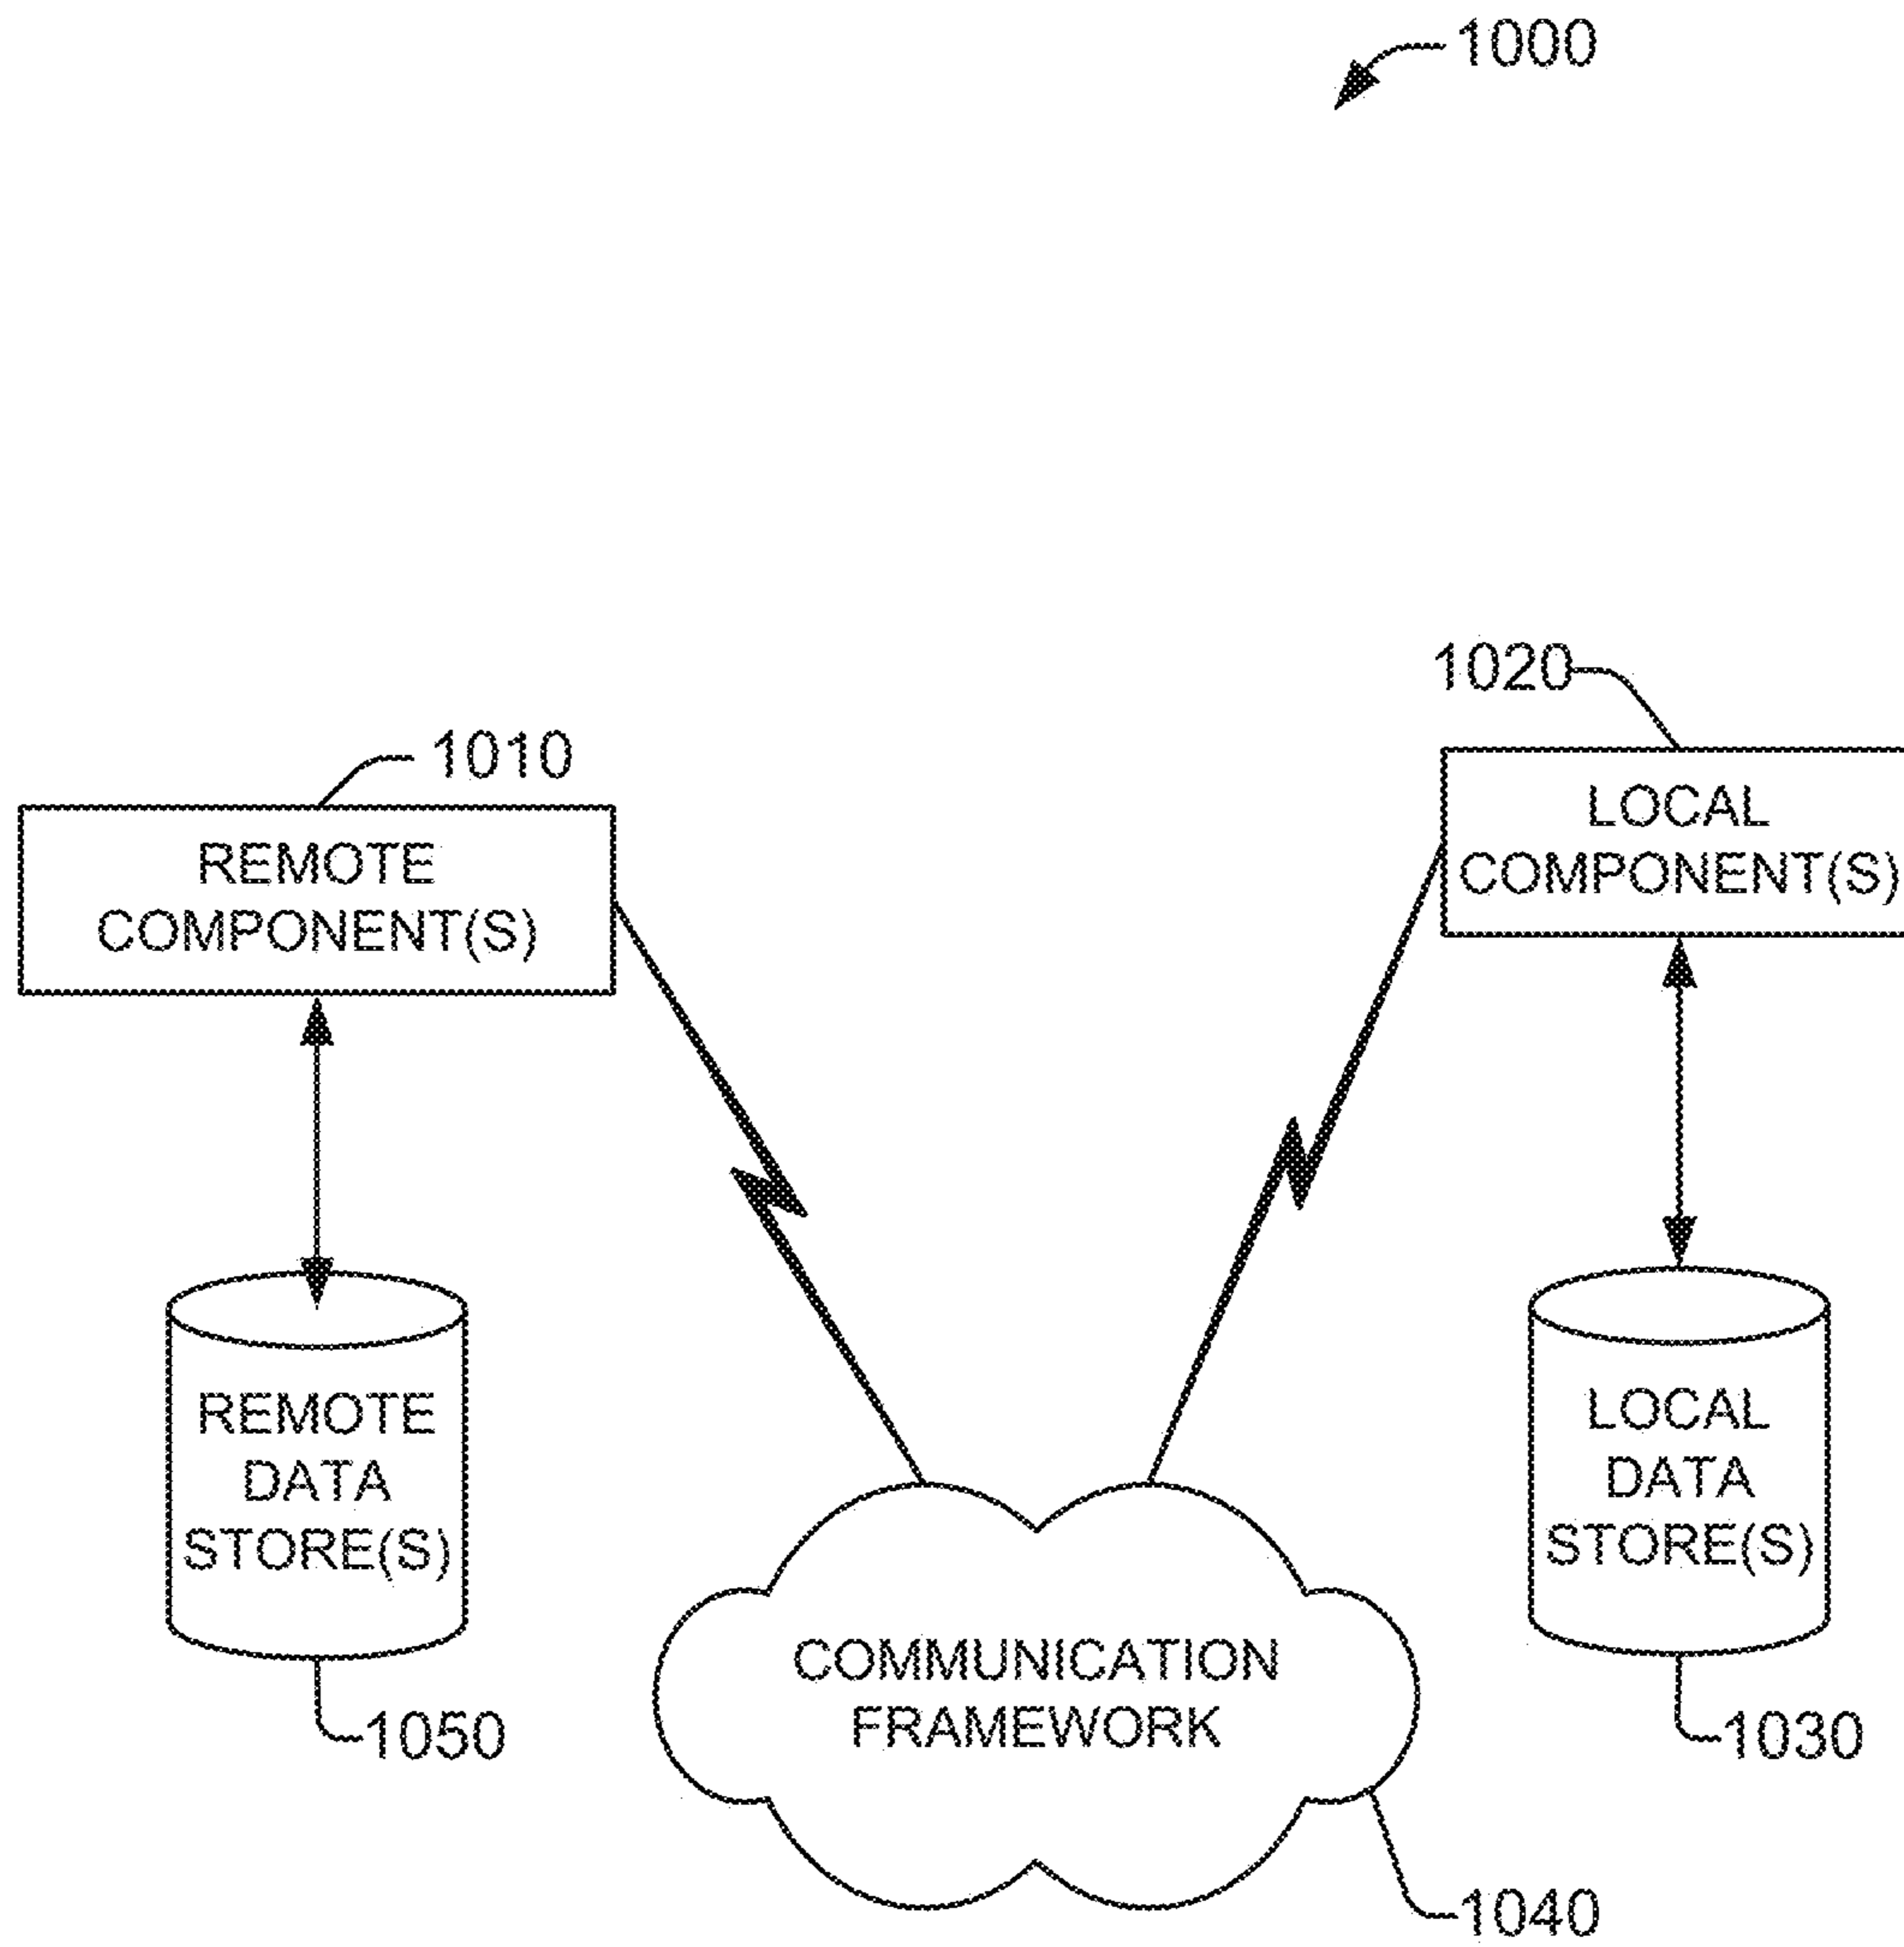 1000
1020
1010
LOCAL
COMPONENT(S)
REMOTE
COMPONENT(S)
REMOTE
DATA
STORE(S)
LOCAL
DATA
STORE(S)
COMMUNICATION
FRAMEWORK
1050
1030
1040